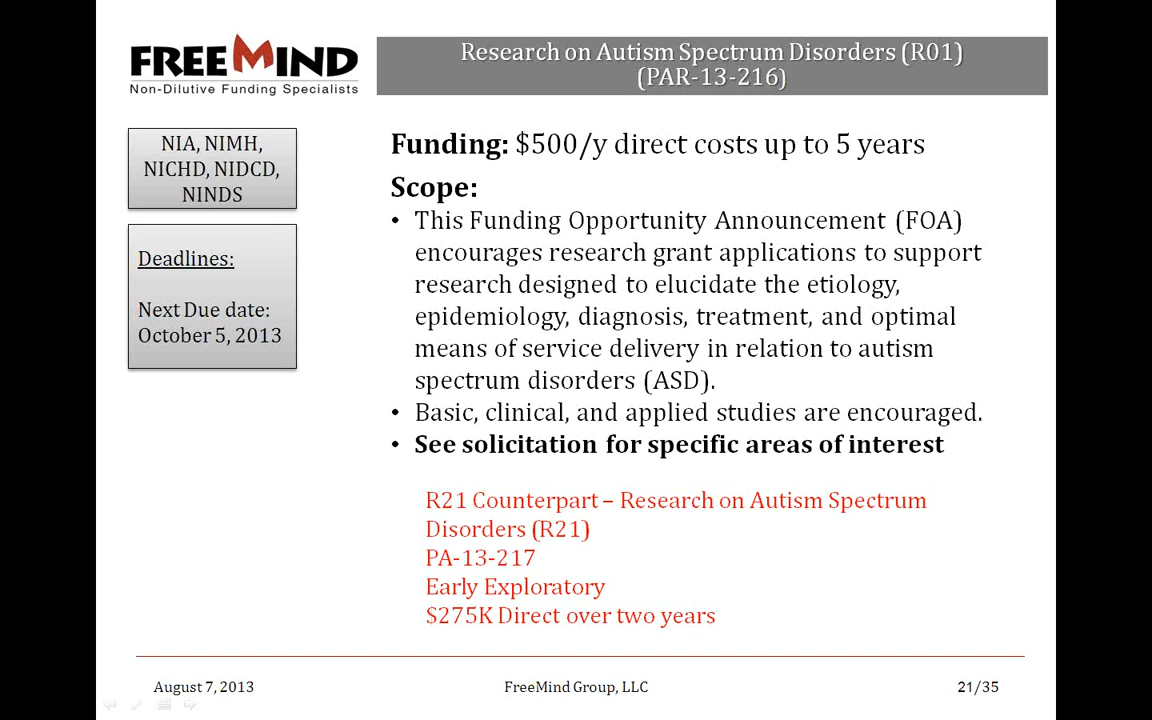 FREEMIND
Non-Dilutive Funding Specialists
Research on Autism Spectrum Disorders (R01)
(PAR-13-216)
NIA, NIMH,
NICHD, NIDCD,
NINDS
Deadlines:
Next Due date:
October 5, 2013
Funding: $500/y direct costs up to 5 years
Scope:
• This Funding Opportunity Announcement (FOA)
encourages research grant applications to support
research designed to elucidate the etiology,
epidemiology, diagnosis, treatment, and optimal
means of service delivery in relation to autism
spectrum disorders (ASD).
• Basic, clinical, and applied studies are encouraged.
• See solicitation for specific areas of interest
R21 Counterpart – Research on Autism Spectrum
Disorders (R21)
PA-13-217
Early Exploratory
$275K Direct over two years
August 7, 2013
FreeMind Group, LLC
21/35